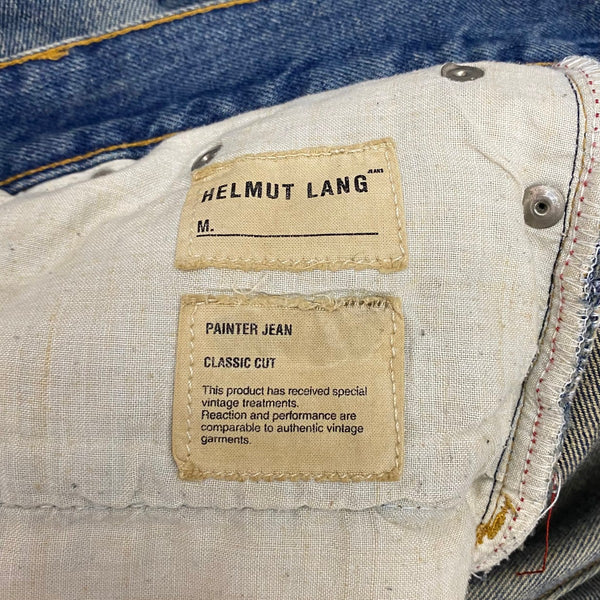 HELMUT LANG JEANS
M.
PAINTER JEAN
CLASSIC CUT
This product has received special
vintage treatments.
Reaction and performance are
comparable to authentic vintage
garments.